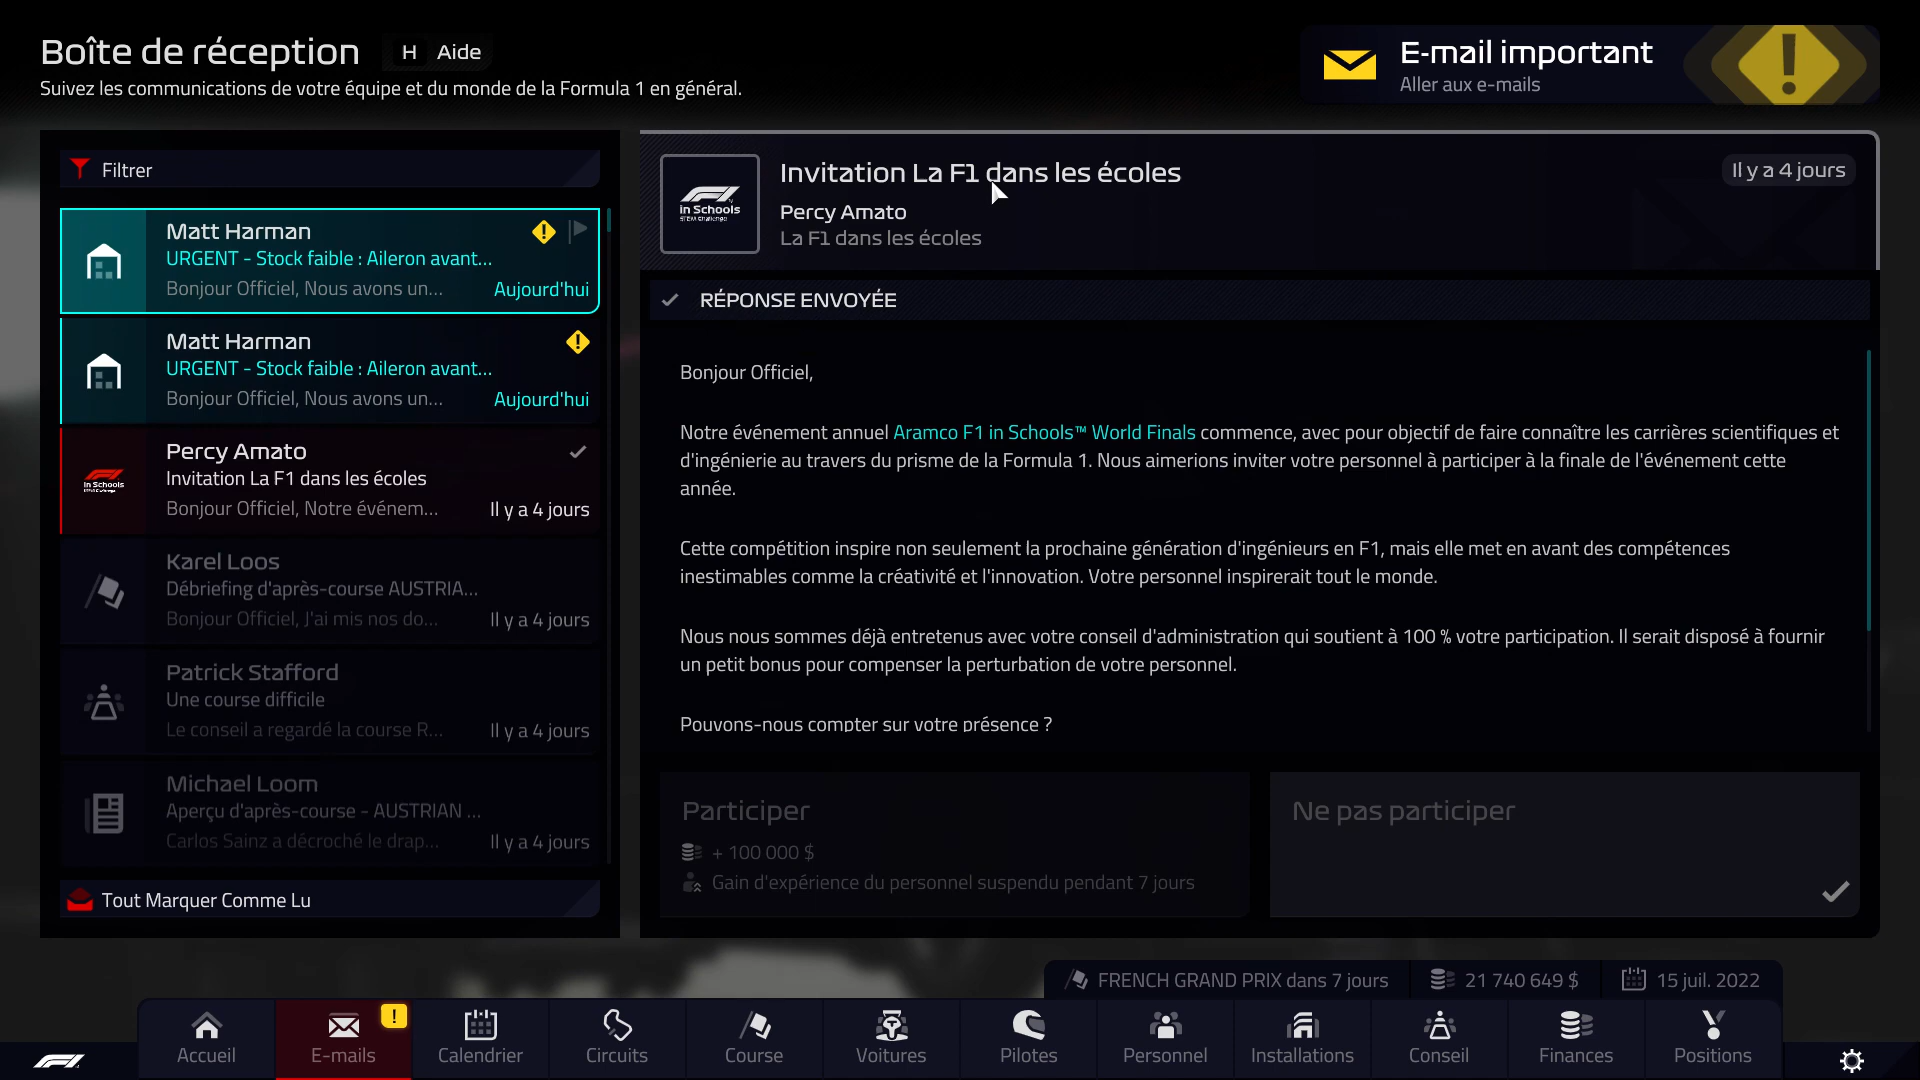 Boîte de réception
H Aide
Suivez les communications de votre équipe et du monde de la Formula 1 en général.
E-mail important
Aller aux e-mails
Filtrer
Matt Harman
URGENT - Stock faible : Aileron avant...
Bonjour Officiel, Nous avons un...
Aujourd'hui
Matt Harman
URGENT - Stock faible : Aileron avant...
Bonjour Officiel, Nous avons un...
Aujourd'hui
Percy Amato
Invitation La F1 dans les écoles
Bonjour Officiel, Notre événem...
Il y a 4 jours
Karel Loos
Débriefing d'après-course AUSTRIA...
Bonjour Officiel, J'ai mis nos do...
Il y a 4 jours
Patrick Stafford
Une course difficile
Le conseil a regardé la course R...
Il y a 4 jours
Michael Loom
Aperçu d'après-course - AUSTRIAN ...
Carlos Sainz a décroché le drap...
Il y a 4 jours
Tout Marquer Comme Lu
in Schools
Invitation La F1 dans les écoles
Il y a 4 jours
Percy Amato
La F1 dans les écoles
RÉPONSE ENVOYÉE
Bonjour Officiel,
Notre événement annuel Aramco F1 in Schools™ World Finals commence, avec pour objectif de faire connaître les carrières scientifiques et
d'ingénierie au travers du prisme de la Formula 1. Nous aimerions inviter votre personnel à participer à la finale de l'événement cette
année.
Cette compétition inspire non seulement la prochaine génération d'ingénieurs en F1, mais elle met en avant des compétences
inestimables comme la créativité et l'innovation. Votre personnel inspirerait tout le monde.
Nous nous sommes déjà entretenus avec votre conseil d'administration qui soutient à 100 % votre participation. Il serait disposé à fournir
un petit bonus pour compenser la perturbation de votre personnel.
Pouvons-nous compter sur votre présence ?
Participer
+ 100 000 $
Gain d'expérience du personnel suspendu pendant 7 jours
Ne pas participer
FRENCH GRAND PRIX dans 7 jours
21 740 649 $
15 juil. 2022
Accueil
E-mails
Calendrier
Circuits
Course
Voitures
Pilotes
Personnel
Installations
Conseil
Finances
Positions